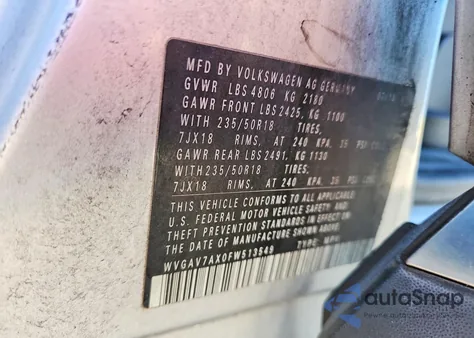 MFD BY VOLKSWAGEN AG GERMANY
GVWR LBS 4806 KG 2180
GAWR FRONT LBS 2425, KG 1100
WITH 235/50R18 TIRES,
7JX18 RIMS, AT 240 KPA, 35 PSI
GAWR REAR LBS 2491, KG 1130
WITH 235/50R18 TIRES,
7JX18 RIMS, AT 240 KPA, 35
THIS VEHICLE CONFORMS TO ALL APPLICABLE
U.S. FEDERAL MOTOR VEHICLE SAFETY AND
THEFT PREVENTION STANDARDS IN EFFECT ON
THE DATE OF MANUFACTURE SHOWN ABOVE
WVGAV7AX0FW513549 TYPE: MPV
autoSnap